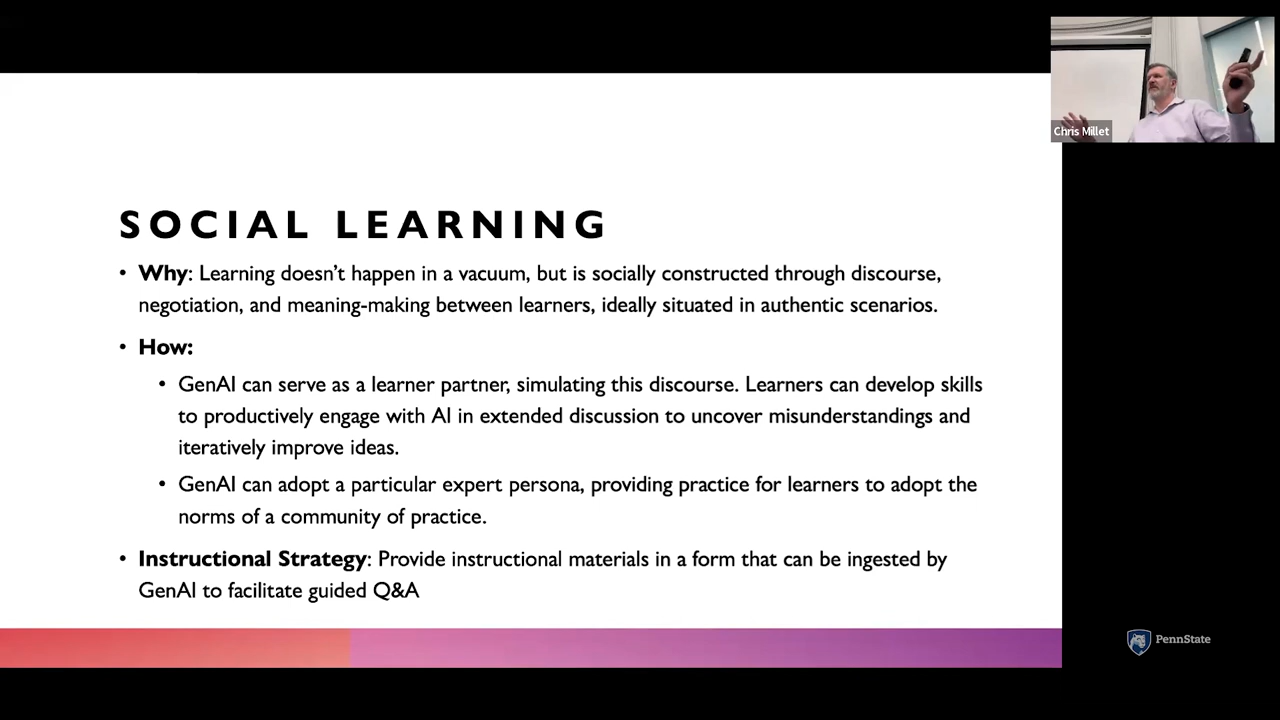 Chris Millet
SOCIAL LEARNING
• Why: Learning doesn't happen in a vacuum, but is socially constructed through discourse,
negotiation, and meaning-making between learners, ideally situated in authentic scenarios.
• How:
• GenAI can serve as a learner partner, simulating this discourse. Learners can develop skills
to productively engage with AI in extended discussion to uncover misunderstandings and
iteratively improve ideas.
• GenAI can adopt a particular expert persona, providing practice for learners to adopt the
norms of a community of practice.
• Instructional Strategy: Provide instructional materials in a form that can be ingested by
GenAI to facilitate guided Q&A
PennState